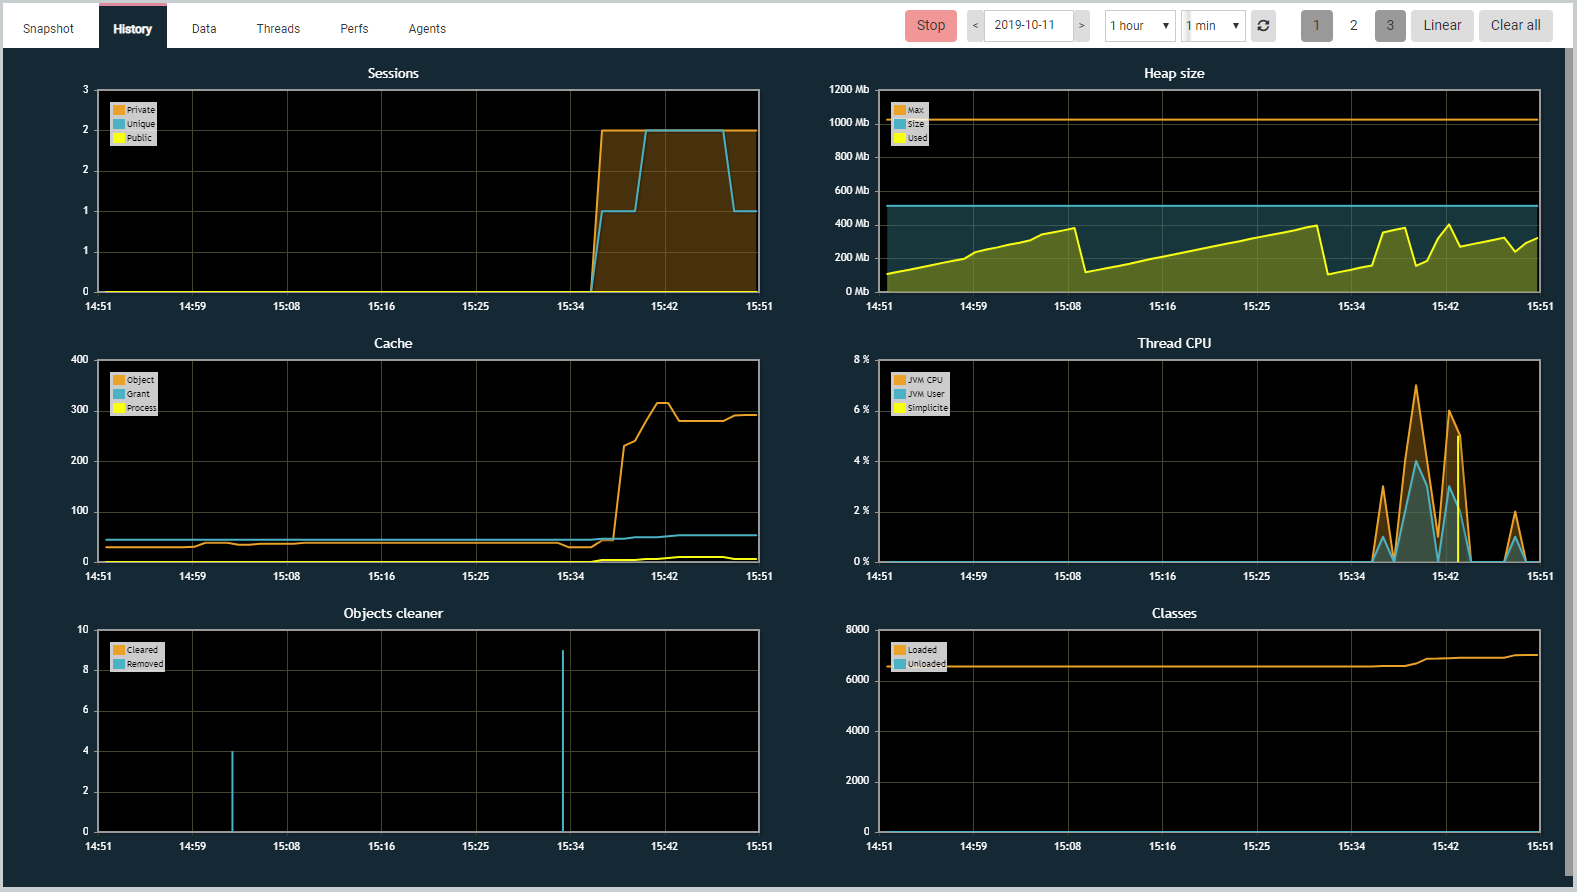 Snapshot History Data Threads Perfs Agents Stop < 2019-10-11 > 1 hour 1 min 1 2 3 Linear Clear all
Sessions
3
2
2
1
1
0
Private
Unique
Public
14:51 14:59 15:08 15:16 15:25 15:34 15:42 15:51
Heap size
1200 Mb
1000 Mb
800 Mb
600 Mb
400 Mb
200 Mb
0 Mb
Max
Size
Used
14:51 14:59 15:08 15:16 15:25 15:34 15:42 15:51
Cache
400
300
200
100
0
Object
Grant
Process
14:51 14:59 15:08 15:16 15:25 15:34 15:42 15:51
Thread CPU
8 %
6 %
4 %
2 %
0 %
JVM CPU
JVM User
Simplicite
14:51 14:59 15:08 15:16 15:25 15:34 15:42 15:51
Objects cleaner
10
8
6
4
2
0
Cleared
Removed
14:51 14:59 15:08 15:16 15:25 15:34 15:42 15:51
Classes
8000
6000
4000
2000
0
Loaded
Unloaded
14:51 14:59 15:08 15:16 15:25 15:34 15:42 15:51